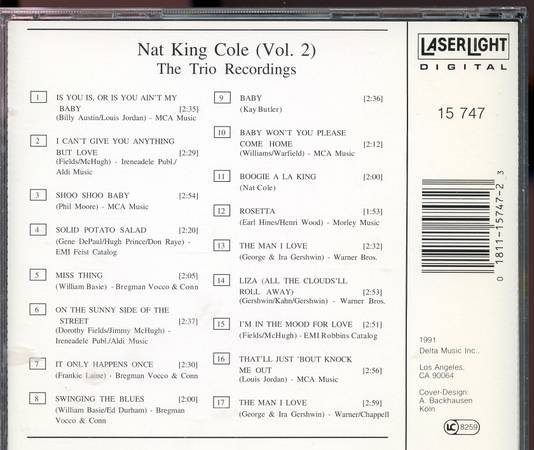 Nat King Cole (Vol. 2)
The Trio Recordings
1 IS YOU IS, OR IS YOU AIN'T MY
BABY [2:35]
(Billy Austin/Louis Jordan) - MCA Music
2 I CAN'T GIVE YOU ANYTHING
BUT LOVE [2:29]
(Fields/McHugh) - Ireneadele Publ./
Aldi Music
3 SHOO SHOO BABY [2:54]
(Phil Moore) - MCA Music
4 SOLID POTATO SALAD [2:20]
(Gene DePaul/Hugh Prince/Don Raye) -
EMI Feist Catalog
5 MISS THING [2:05]
(William Basie) - Bregman Vocco & Conn
6 ON THE SUNNY SIDE OF THE
STREET [2:37]
(Dorothy Fields/Jimmy McHugh) -
Ireneadele Publ./Aldi Music
7 IT ONLY HAPPENS ONCE [2:30]
(Frankie Laine) - Bregman Vocco & Conn
8 SWINGING THE BLUES [2:00]
(William Basie/Ed Durham) - Bregman
Vocco & Conn
9 BABY [2:36]
(Kay Butler)
10 BABY WON'T YOU PLEASE
COME HOME [2:12]
(Williams/Warfield) - MCA Music
11 BOOGIE A LA KING [2:00]
(Nat Cole)
12 ROSETTA [1:53]
(Earl Hines/Henri Wood) - Morley Music
13 THE MAN I LOVE [2:32]
(George & Ira Gershwin) - Warner Bros.
14 LIZA (ALL THE CLOUDS'LL
ROLL AWAY) [2:53]
(Gershwin/Kahn/Gershwin) - Warner Bros.
15 I'M IN THE MOOD FOR LOVE [2:51]
(Fields/McHugh) - EMI Robbins Catalog
16 THAT'LL JUST 'BOUT KNOCK
ME OUT [2:56]
(Louis Jordan) - MCA Music
17 THE MAN I LOVE [2:59]
(George & Ira Gershwin) - Warner/Chappell
LASERLIGHT
DIGITAL
15 747
0 1811-15747-2 3
1991
Delta Music Inc..
Los Angeles,
CA 90064
Cover-Design:
A. Backhausen
Köln
LC 8259